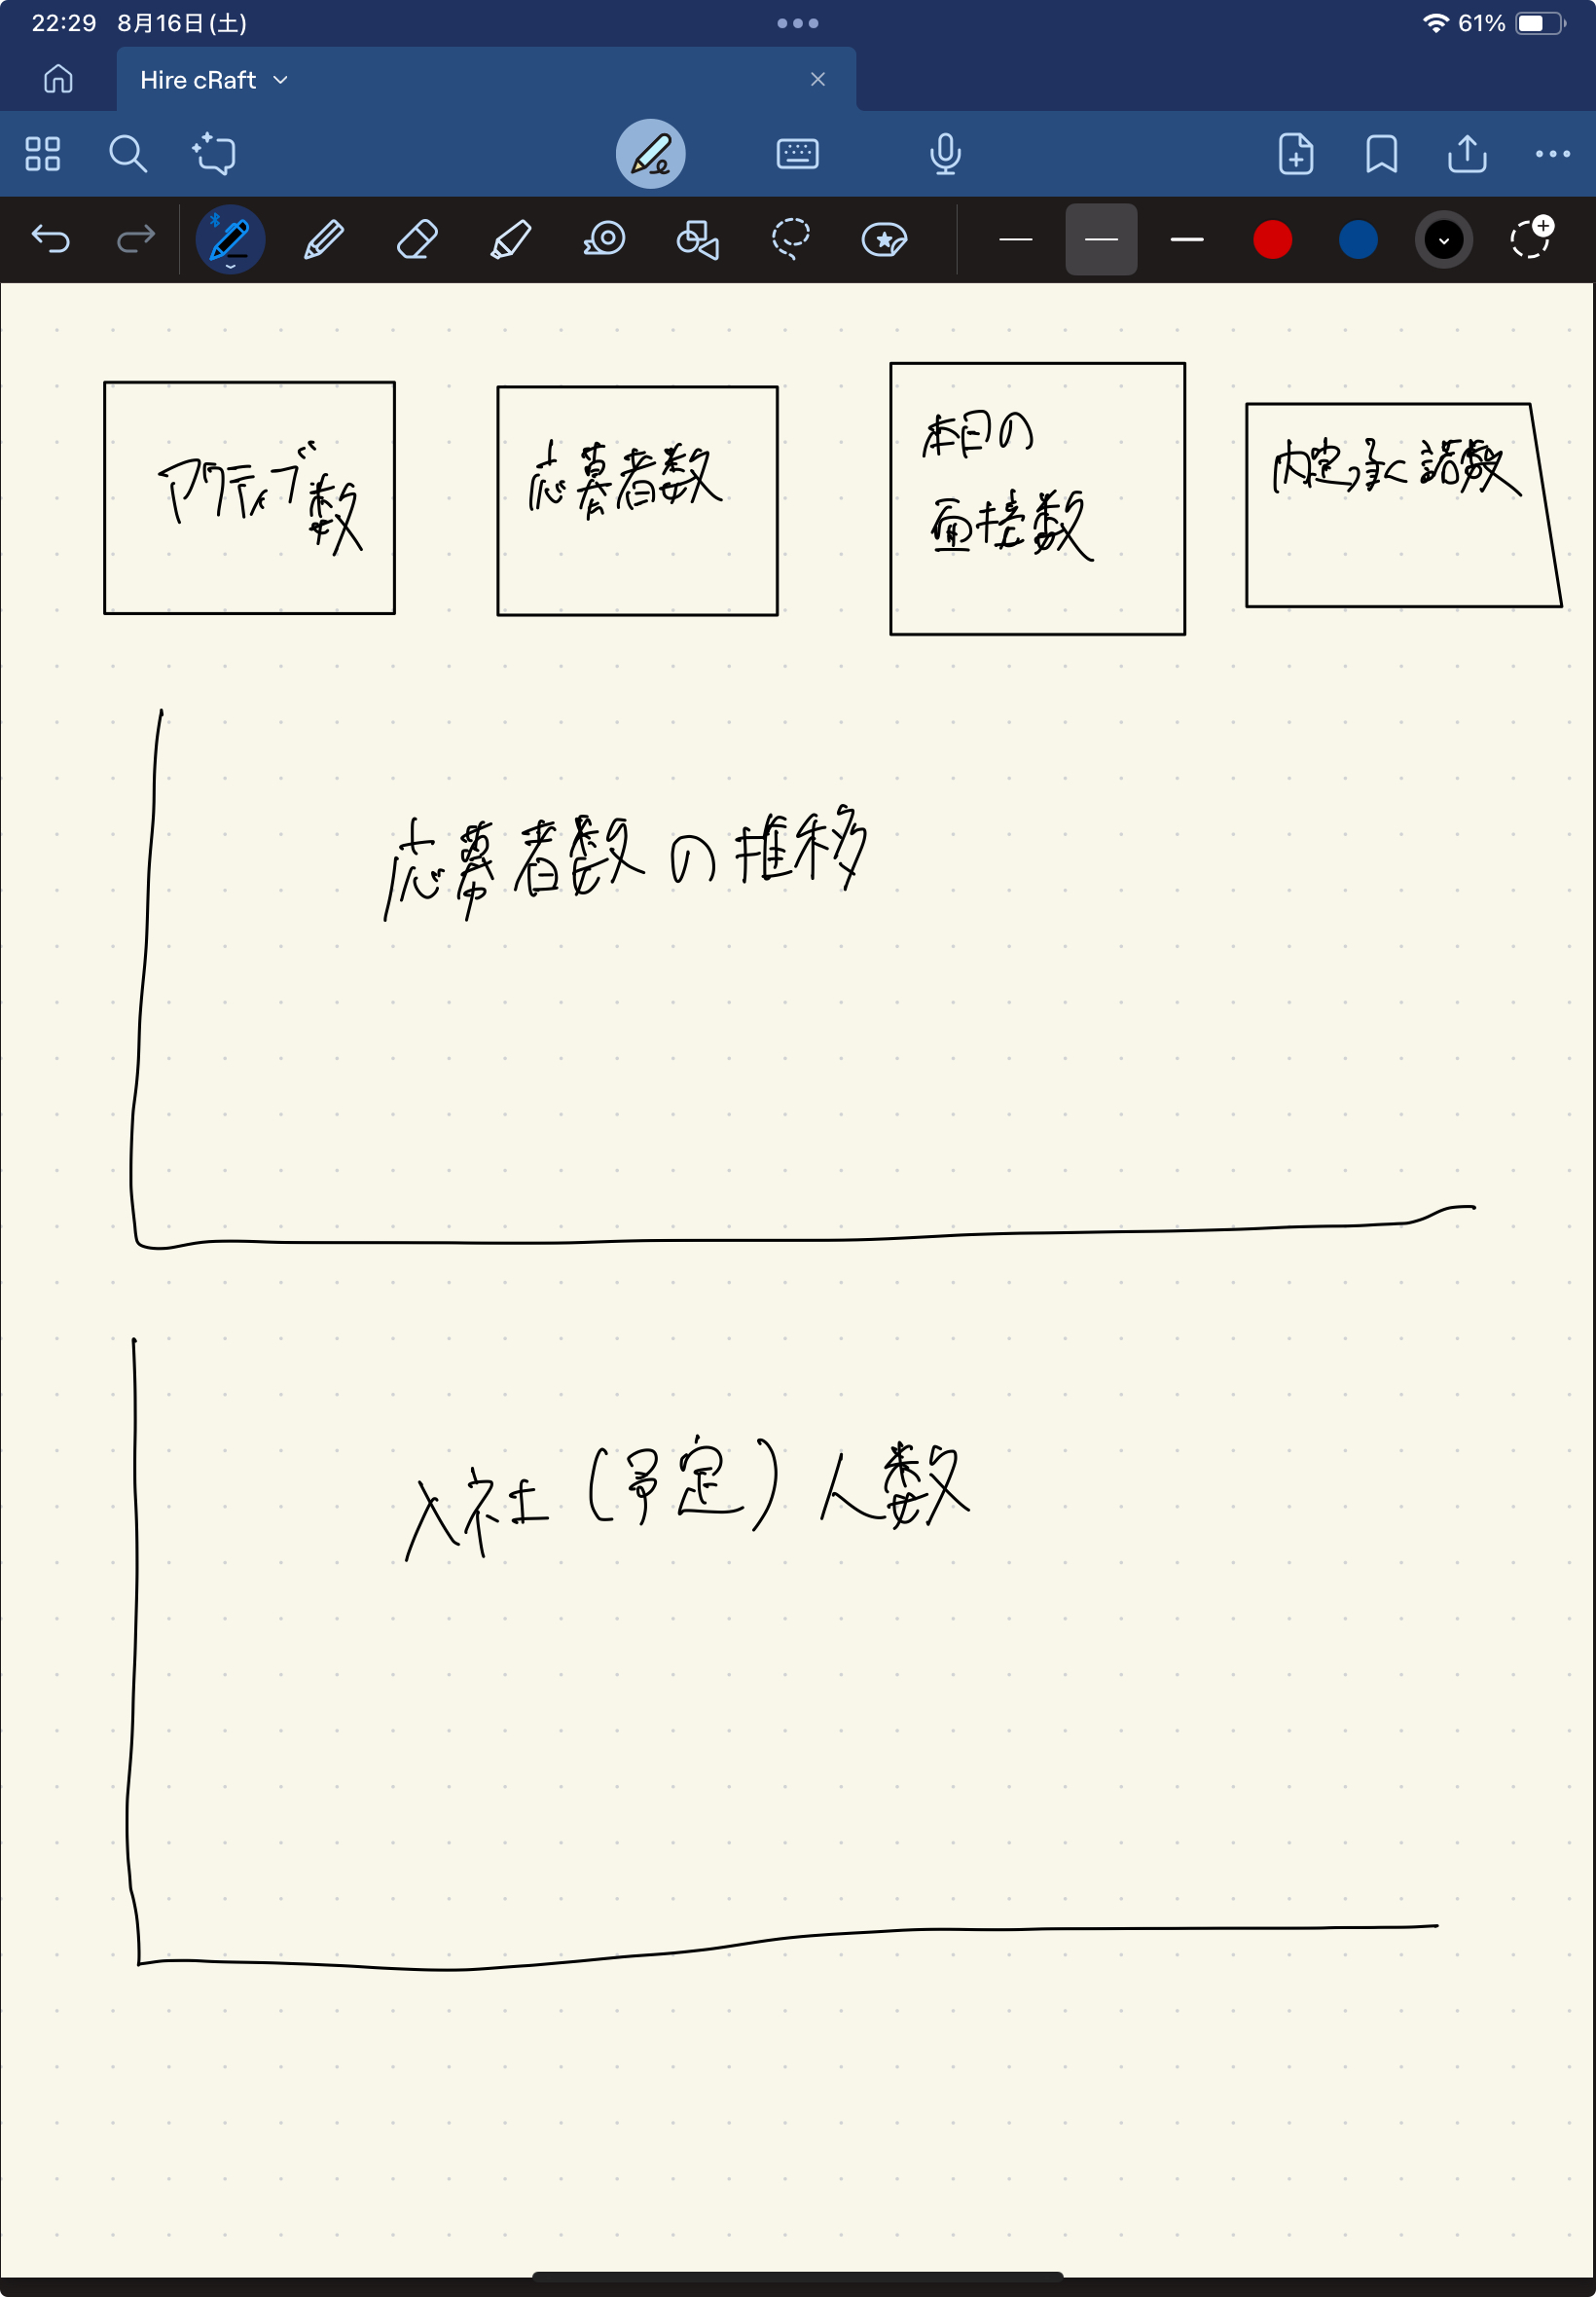 22:29 8月16日(土)
61%
Hire cRaft
アクティブ数
応募者数
本日の
面接数
内定承諾数
応募者数の推移
入社(予定)人数